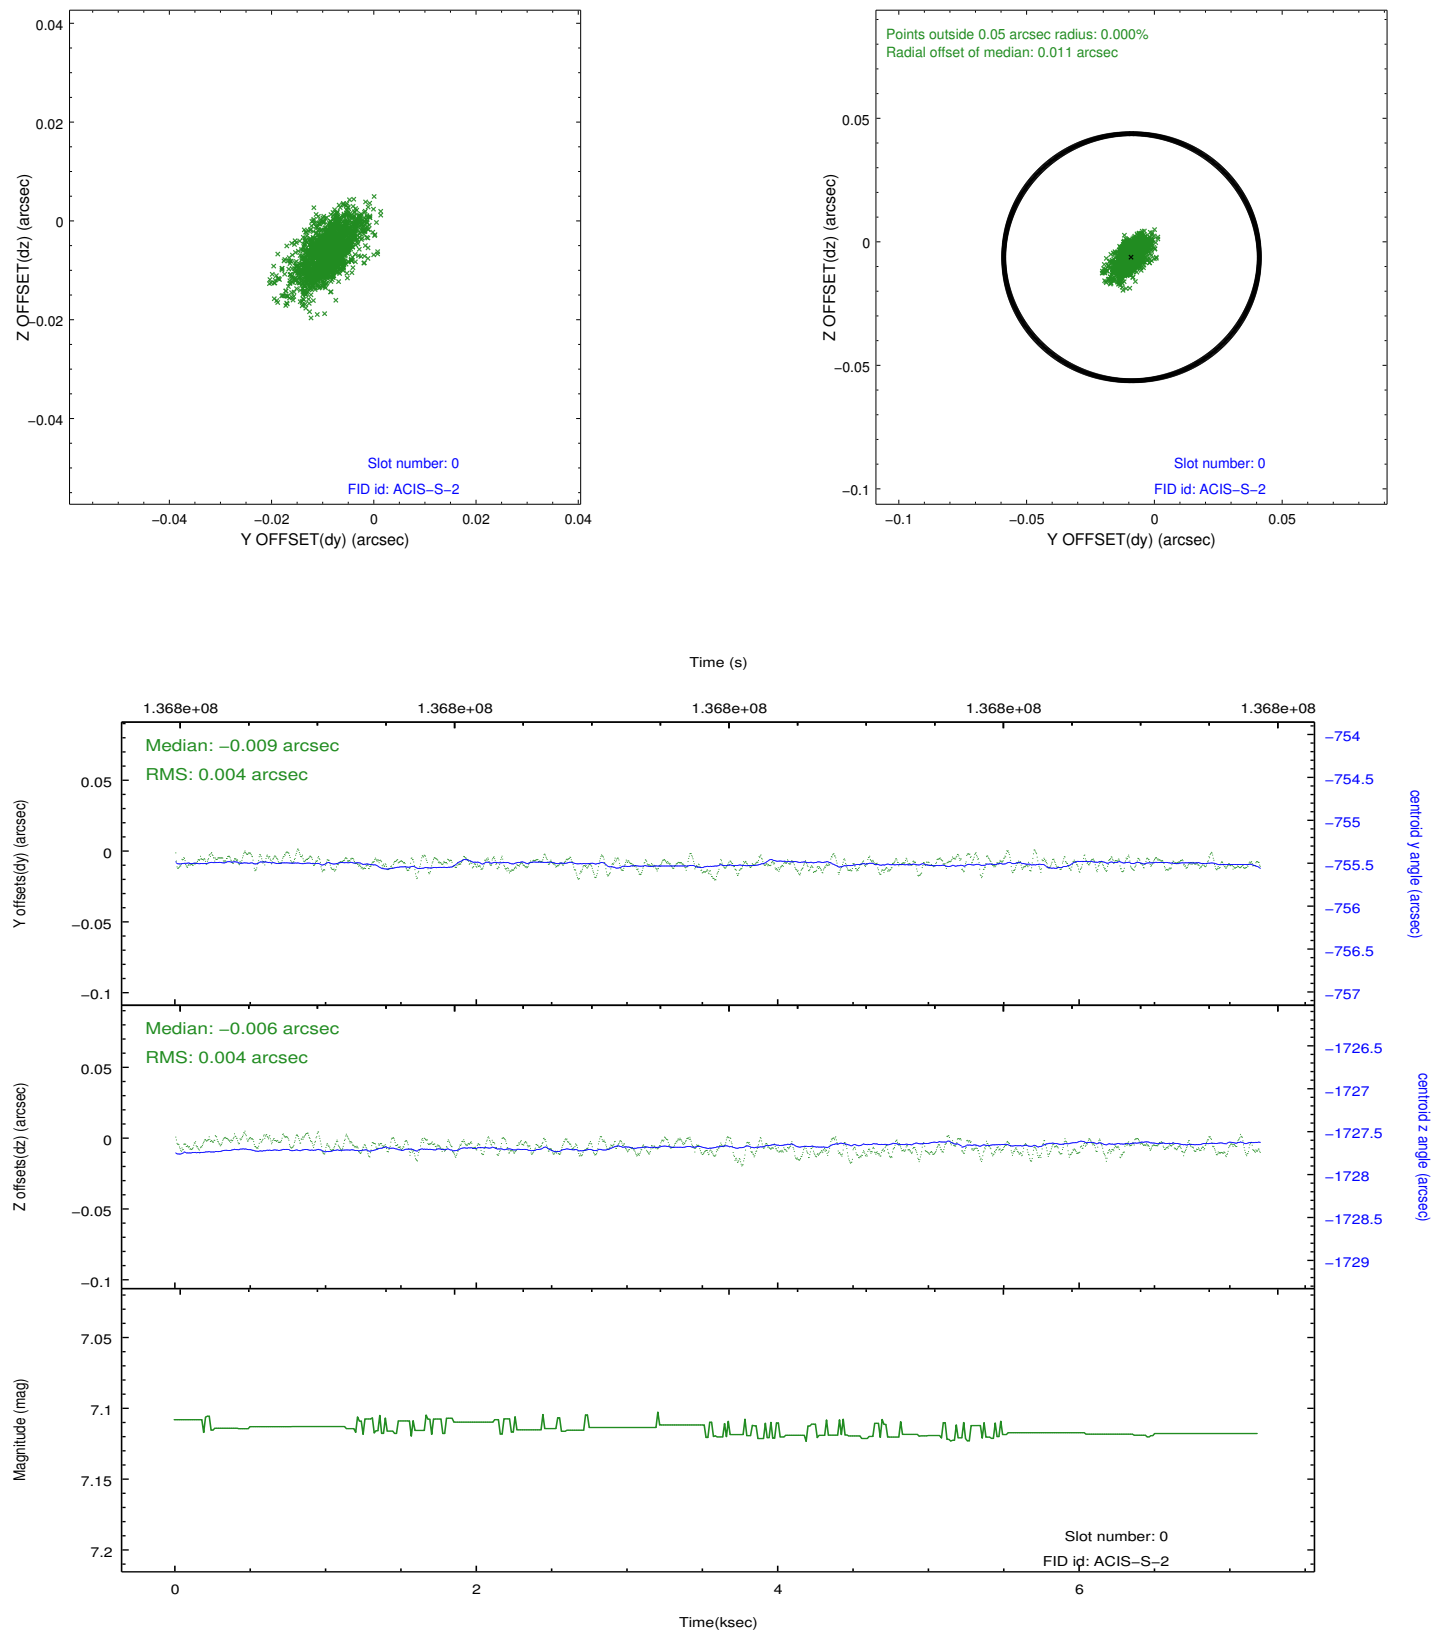 0.04
0.02
0
−0.02
−0.04
Z OFFSET(dz) (arcsec)
Slot number: 0
FID id: ACIS−S−2
−0.04
−0.02
0
0.02
0.04
Y OFFSET(dy) (arcsec)
Points outside 0.05 arcsec radius: 0.000%
Radial offset of median: 0.011 arcsec
0.05
0
−0.05
−0.1
Z OFFSET(dz) (arcsec)
Slot number: 0
FID id: ACIS−S−2
−0.1
−0.05
0
0.05
Y OFFSET(dy) (arcsec)
Time (s)
1.368e+08
1.368e+08
1.368e+08
1.368e+08
1.368e+08
Median: −0.009 arcsec
RMS: 0.004 arcsec
0.05
0
−0.05
−0.1
Y offsets(dy) (arcsec)
−754
−754.5
−755
−755.5
−756
−756.5
−757
centroid y angle (arcsec)
Median: −0.006 arcsec
RMS: 0.004 arcsec
0.05
0
−0.05
−0.1
Z offsets(dz) (arcsec)
−1726.5
−1727
−1727.5
−1728
−1728.5
−1729
centroid z angle (arcsec)
7.05
7.1
7.15
7.2
Magnitude (mag)
Slot number: 0
FID id: ACIS−S−2
0
2
4
6
Time(ksec)